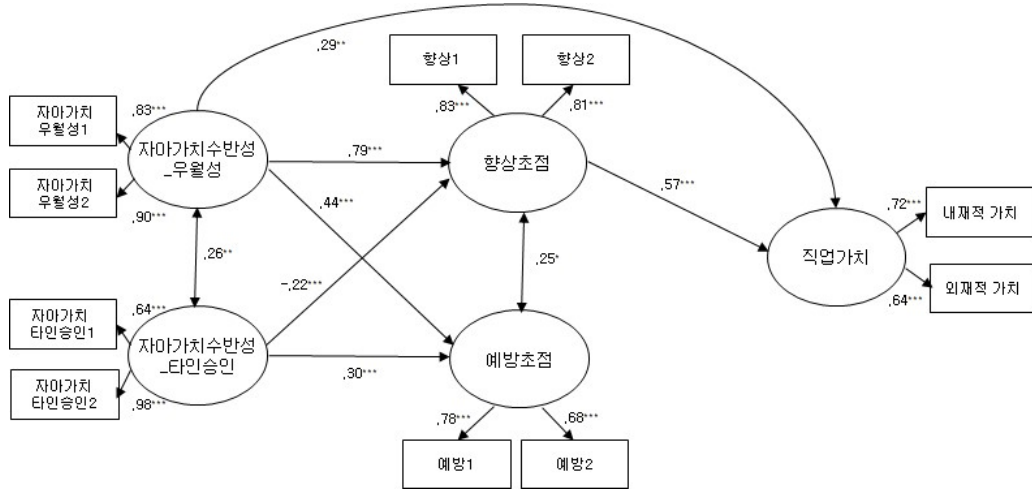 .29**
향상1
향상2
.83***
.81***
자아가치
우월성1
.83***
자아가치수반성
_우월성
.79***
향상초점
자아가치
우월성2
.90***
.44***
.57***
.72***
내재적 가치
.26**
.25*
직업가치
-.22***
외재적 가치
.64***
자아가치
타인승인1
.64***
자아가치수반성
_타인승인
.30***
예방초점
자아가치
타인승인2
.98***
.78***
.68***
예방1
예방2